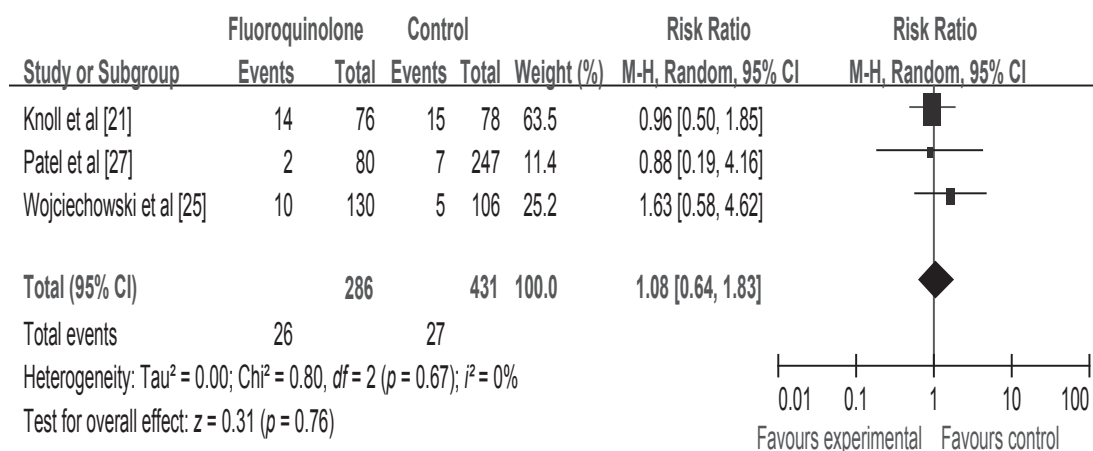 Fluoroquinolone Control Risk Ratio Risk Ratio
Study or Subgroup Events Total Events Total Weight (%) M-H, Random, 95% CI M-H, Random, 95% CI
Knoll et al [21] 14 76 15 78 63.5 0.96 [0.50, 1.85]
Patel et al [27] 2 80 7 247 11.4 0.88 [0.19, 4.16]
Wojciechowski et al [25] 10 130 5 106 25.2 1.63 [0.58, 4.62]
Total (95% CI) 286 431 100.0 1.08 [0.64, 1.83]
Total events 26 27
Heterogeneity: Tau² = 0.00; Chi² = 0.80, df = 2 (p = 0.67); i² = 0%
Test for overall effect: z = 0.31 (p = 0.76)
0.01 0.1 1 10 100
Favours experimental Favours control